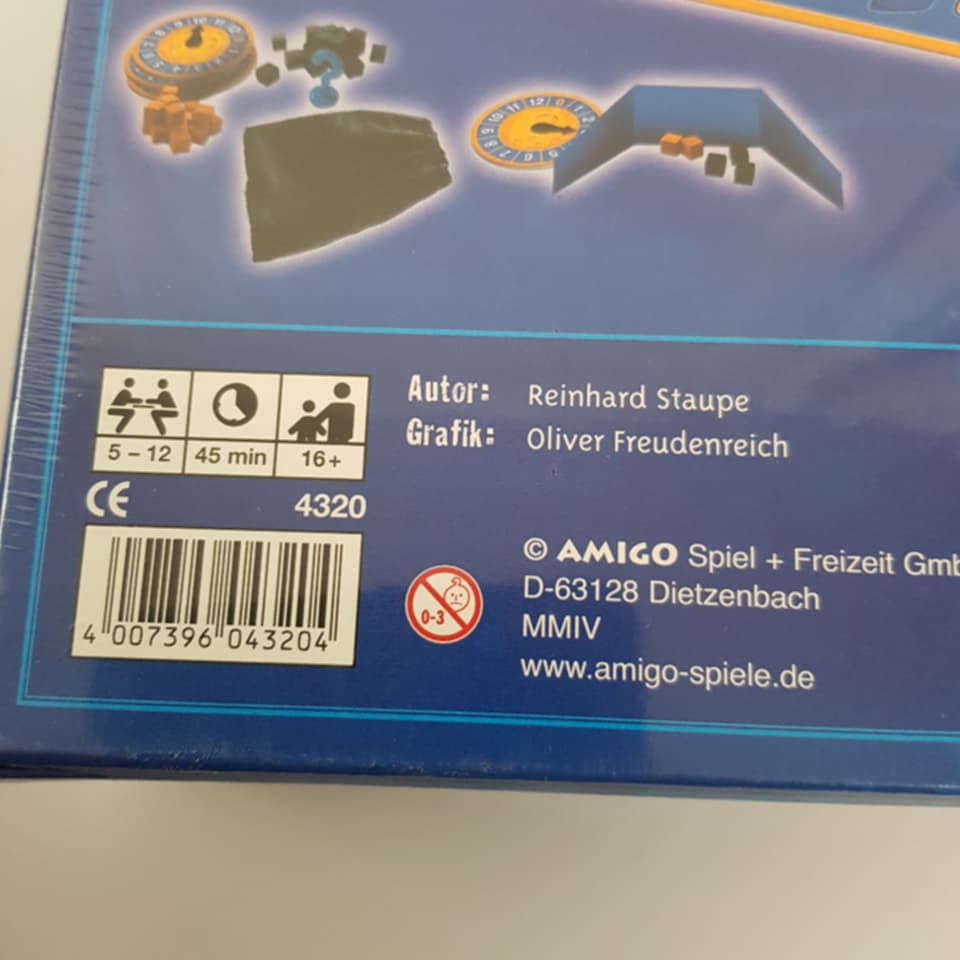 Autor: Reinhard Staupe
Grafik: Oliver Freudenreich
5 – 12 45 min 16+
CE 4320
4 007396 043204
0-3
© AMIGO Spiel + Freizeit Gmb
D-63128 Dietzenbach
MMIV
www.amigo-spiele.de